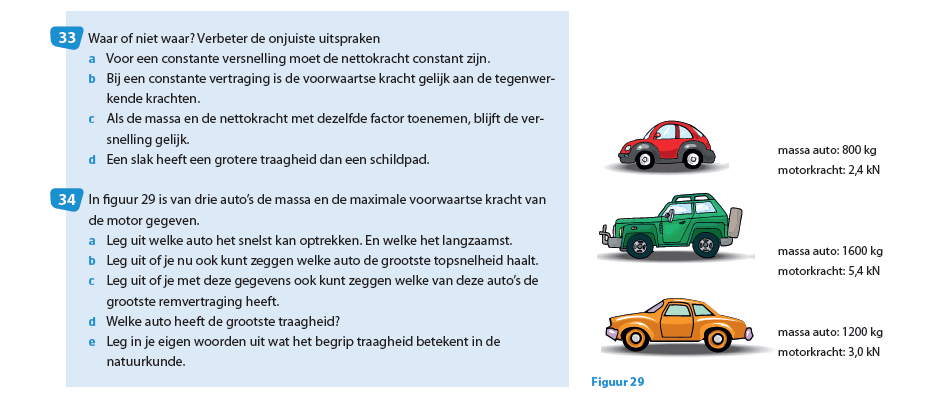 33 Waar of niet waar? Verbeter de onjuiste uitspraken
a Voor een constante versnelling moet de nettokracht constant zijn.
b Bij een constante vertraging is de voorwaartse kracht gelijk aan de tegenwer-
kende krachten.
c Als de massa en de nettokracht met dezelfde factor toenemen, blijft de ver-
snelling gelijk.
d Een slak heeft een grotere traagheid dan een schildpad.
34 In figuur 29 is van drie auto's de massa en de maximale voorwaartse kracht van
de motor gegeven.
a Leg uit welke auto het snelst kan optrekken. En welke het langzaamst.
b Leg uit of je nu ook kunt zeggen welke auto de grootste topsnelheid haalt.
c Leg uit of je met deze gegevens ook kunt zeggen welke van deze auto's de
grootste remvertraging heeft.
d Welke auto heeft de grootste traagheid?
e Leg in je eigen woorden uit wat het begrip traagheid betekent in de
natuurkunde.
massa auto: 800 kg
motorkracht: 2,4 kN
massa auto: 1600 kg
motorkracht: 5,4 kN
massa auto: 1200 kg
motorkracht: 3,0 kN
Figuur 29